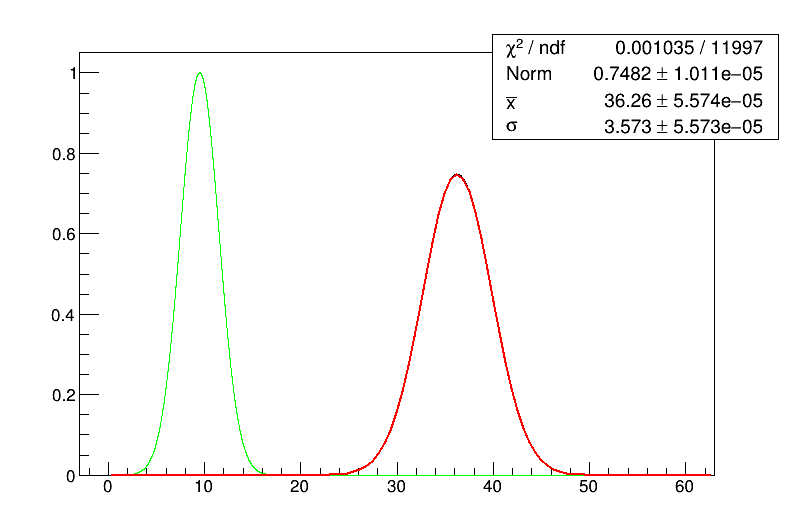 χ² / ndf 0.001035 / 11997
Norm 0.7482 ± 1.011e−05
x̅ 36.26 ± 5.574e−05
σ 3.573 ± 5.573e−05
1
0.8
0.6
0.4
0.2
0
0 10 20 30 40 50 60